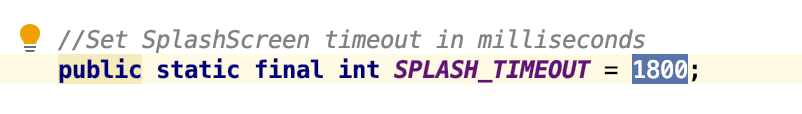 //Set SplashScreen timeout in milliseconds
public static final int SPLASH_TIMEOUT = 1800;